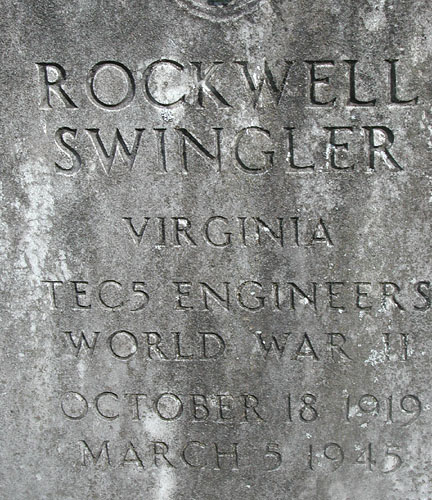 ROCKWELL
SWINGLER
VIRGINIA
TEC5 ENGINEERS
WORLD WAR II
OCTOBER 18 1919
MARCH 5 1945